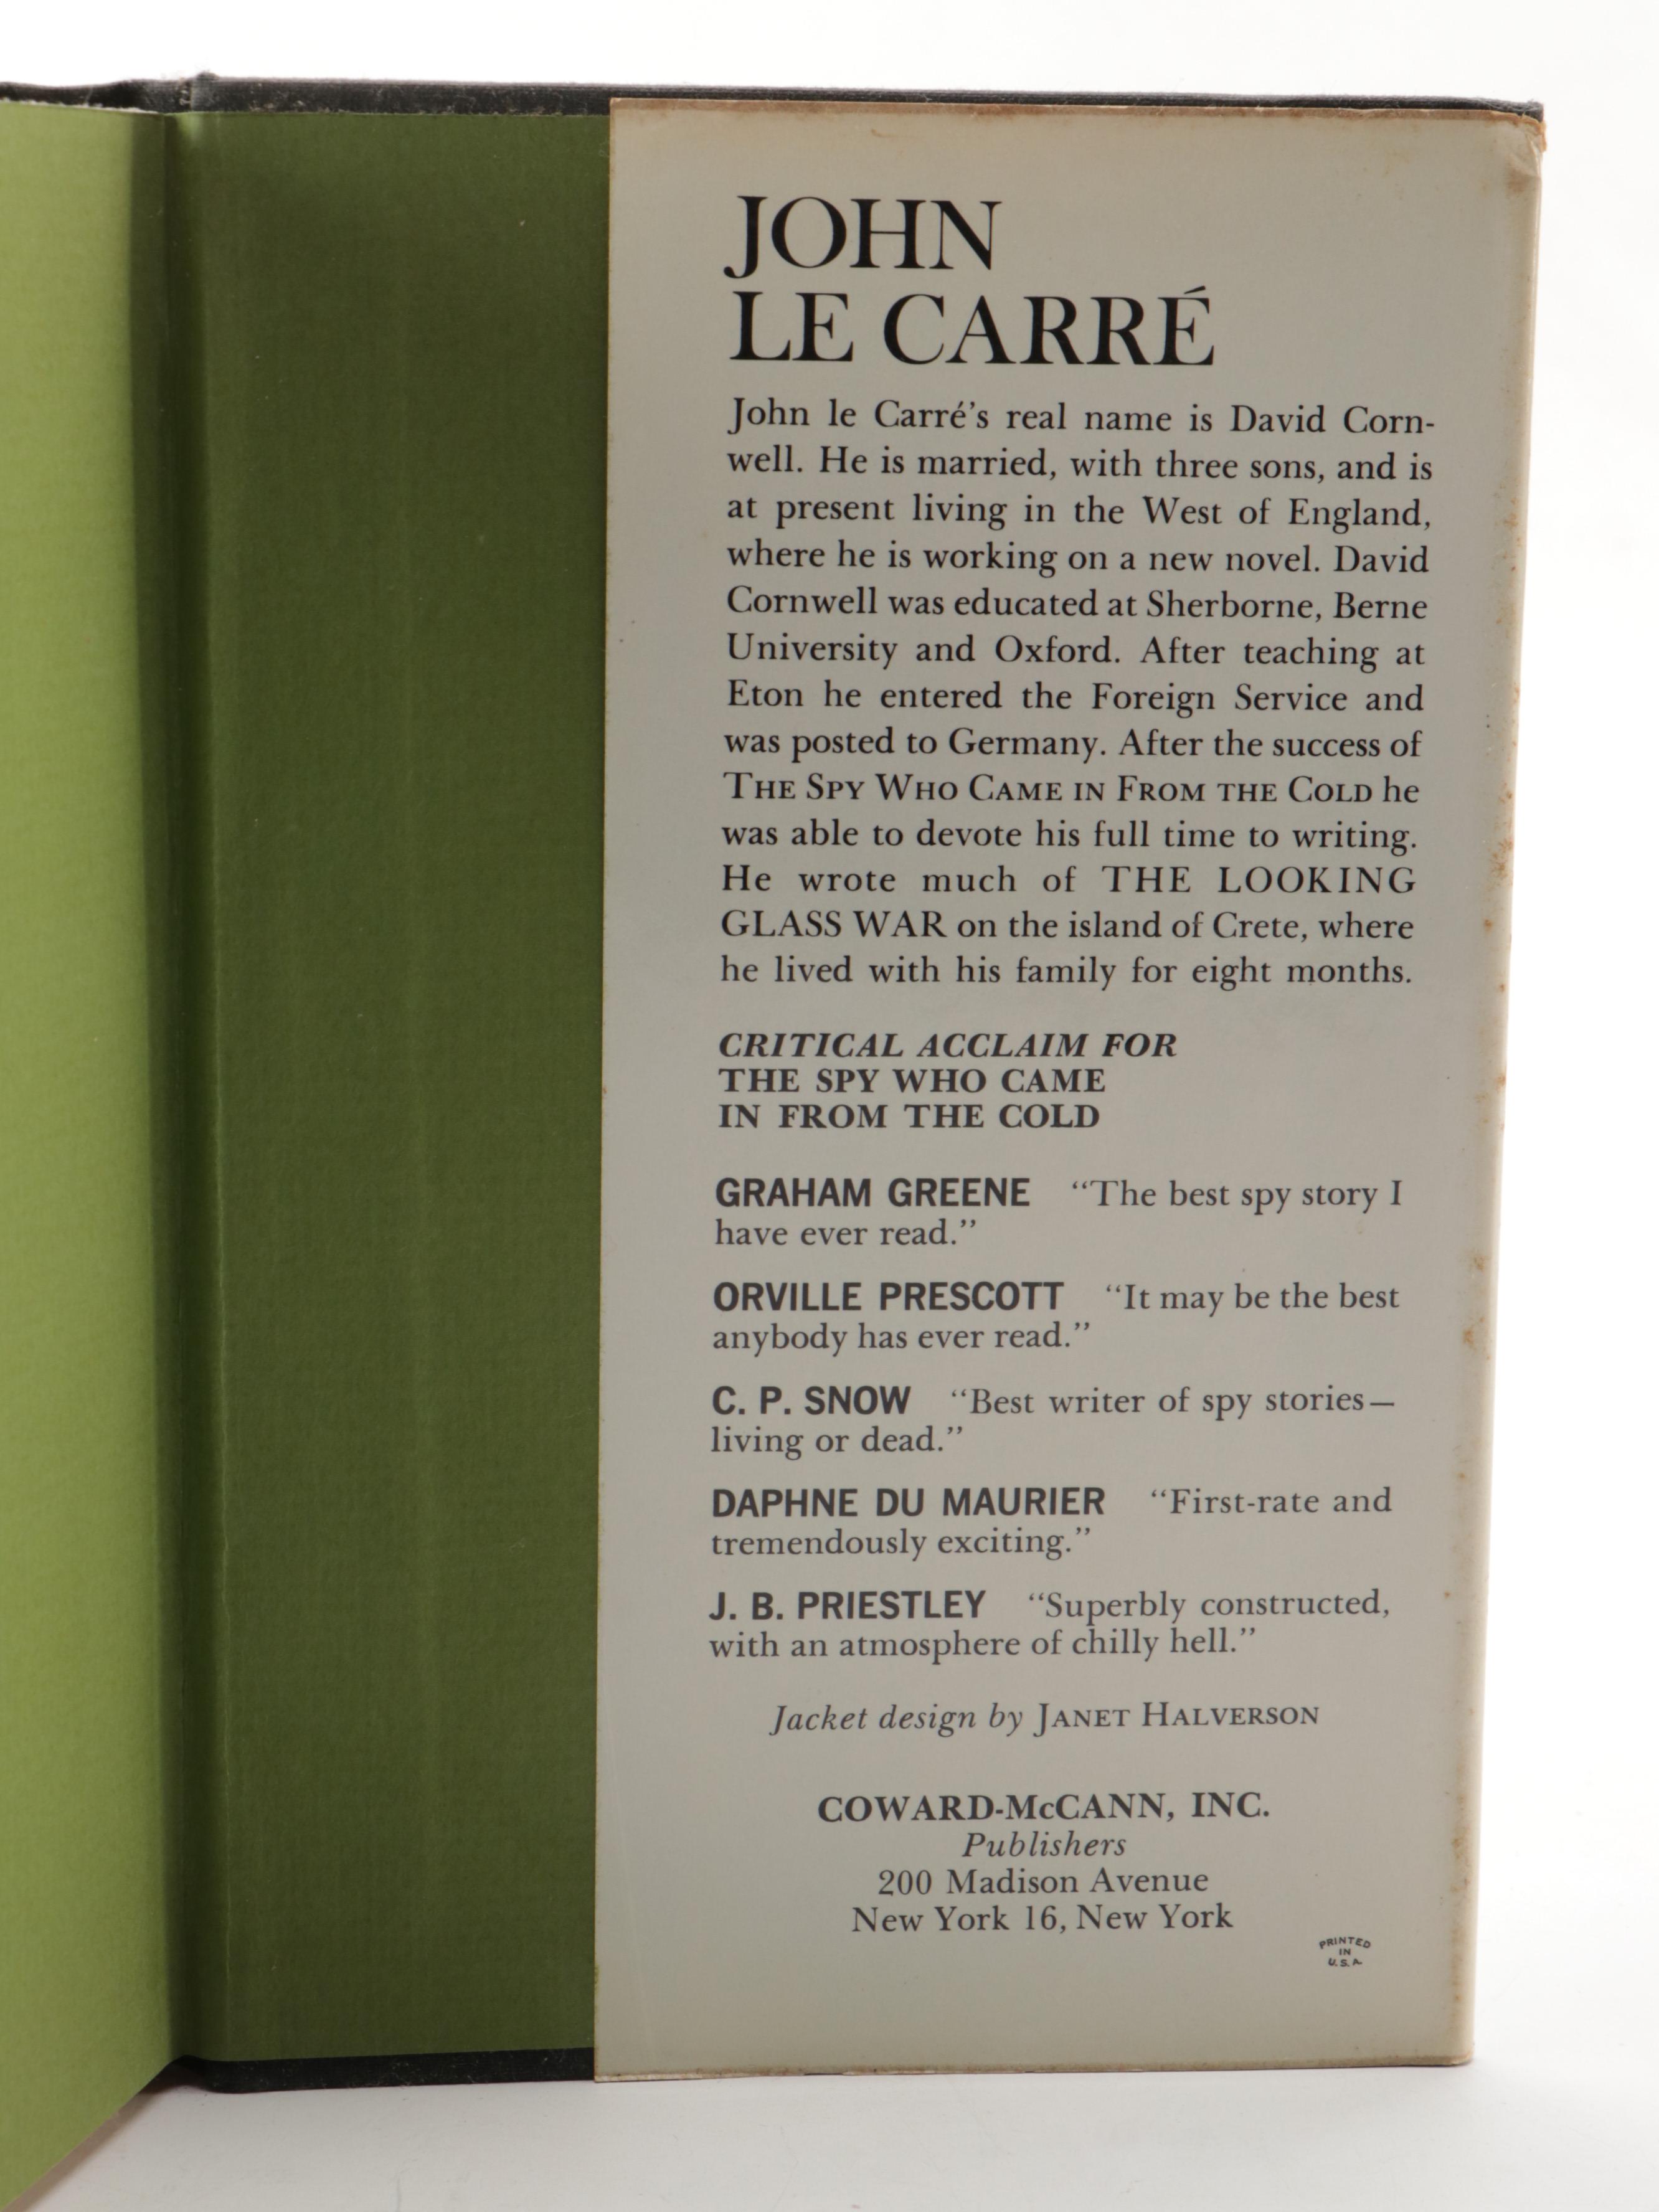 JOHN
LE CARRÉ
John le Carré’s real name is David Corn-
well. He is married, with three sons, and is
at present living in the West of England,
where he is working on a new novel. David
Cornwell was educated at Sherborne, Berne
University and Oxford. After teaching at
Eton he entered the Foreign Service and
was posted to Germany. After the success of
THE SPY WHO CAME IN FROM THE COLD he
was able to devote his full time to writing.
He wrote much of THE LOOKING
GLASS WAR on the island of Crete, where
he lived with his family for eight months.
CRITICAL ACCLAIM FOR
THE SPY WHO CAME
IN FROM THE COLD
GRAHAM GREENE “The best spy story I
have ever read.”
ORVILLE PRESCOTT “It may be the best
anybody has ever read.”
C. P. SNOW “Best writer of spy stories—
living or dead.”
DAPHNE DU MAURIER “First-rate and
tremendously exciting.”
J. B. PRIESTLEY “Superbly constructed,
with an atmosphere of chilly hell.”
Jacket design by JANET HALVERSON
COWARD-McCANN, INC.
Publishers
200 Madison Avenue
New York 16, New York
PRINTED
IN
U.S.A.